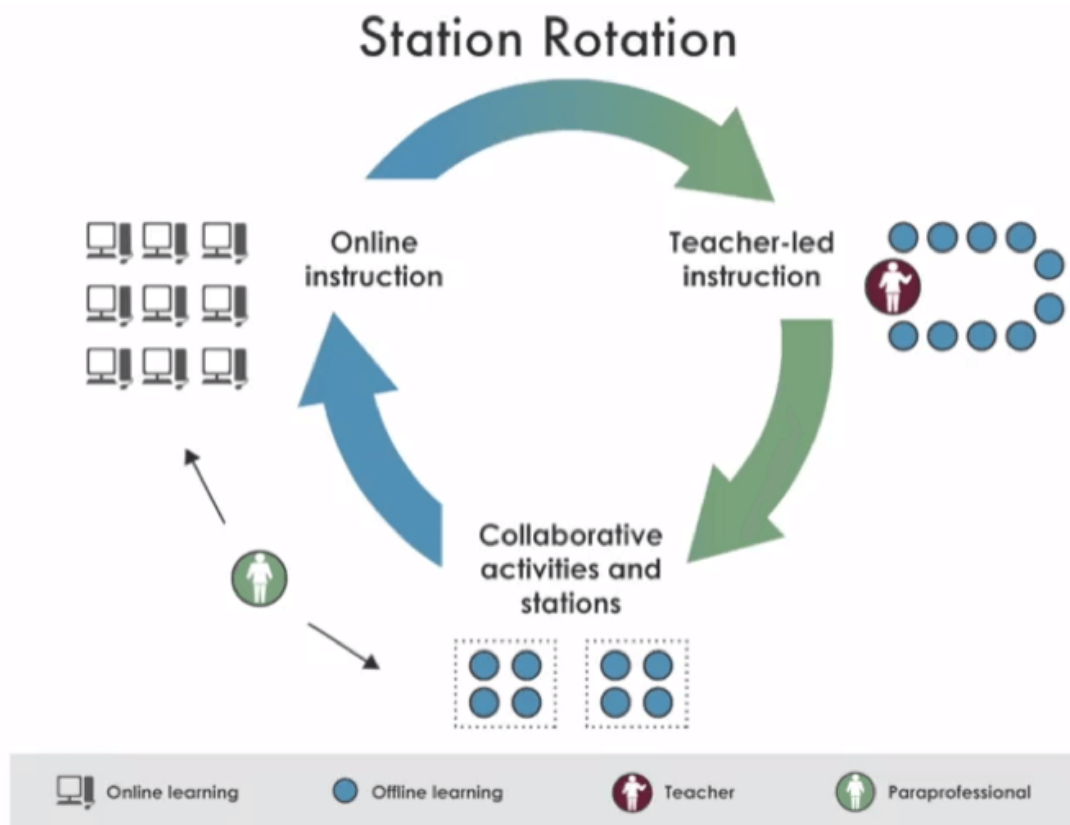 Station Rotation
Online
instruction
Teacher-led
instruction
Collaborative
activities and
stations
Online learning
Offline learning
Teacher
Paraprofessional